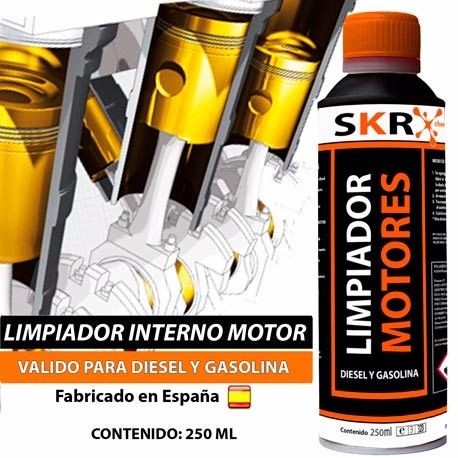 SKR
LIMPIADOR
MOTORES
DIESEL Y GASOLINA
Contenido 250ml
LIMPIADOR INTERNO MOTOR
VALIDO PARA DIESEL Y GASOLINA
Fabricado en España
CONTENIDO: 250 ML